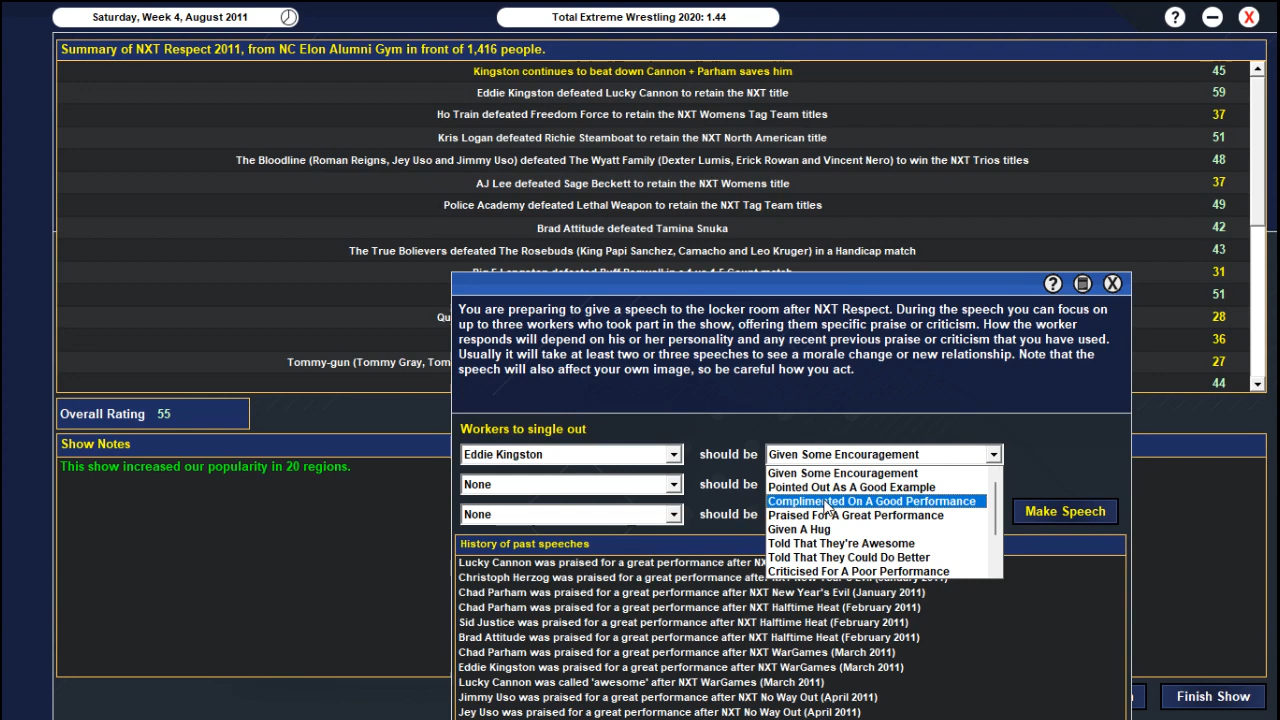 Saturday, Week 4, August 2011
Total Extreme Wrestling 2020: 1.44
?
X
Summary of NXT Respect 2011, from NC Elon Alumni Gym in front of 1,416 people.
Kingston continues to beat down Cannon + Parham saves him 45
Eddie Kingston defeated Lucky Cannon to retain the NXT title 59
Ho Train defeated Freedom Force to retain the NXT Womens Tag Team titles 37
Kris Logan defeated Richie Steamboat to retain the NXT North American title 51
The Bloodline (Roman Reigns, Jey Uso and Jimmy Uso) defeated The Wyatt Family (Dexter Lumis, Erick Rowan and Vincent Nero) to win the NXT Trios titles 48
AJ Lee defeated Sage Beckett to retain the NXT Womens title 37
Police Academy defeated Lethal Weapon to retain the NXT Tag Team titles 49
Brad Attitude defeated Tamina Snuka 42
The True Bolievers defeated The Rosebuds (King Papi Sanchez, Camacho and Leo Kruger) in a Handicap match 43
31
51
Qu 28
36
Tommy-gun (Tommy Gray, Tom 27
44
? X
You are preparing to give a speech to the locker room after NXT Respect. During the speech you can focus on
up to three workers who took part in the show, offering them specific praise or criticism. How the worker
responds will depend on his or her personality and any recent previous praise or criticism that you have used.
Usually it will take at least two or three speeches to see a morale change or new relationship. Note that the
speech will also affect your own image, so be careful how you act.
Overall Rating 55
Show Notes
This show increased our popularity in 20 regions.
Workers to single out
Eddie Kingston should be Given Some Encouragement
None should be
None should be
Given Some Encouragement
Pointed Out As A Good Example
Complimented On A Good Performance
Praised For A Great Performance
Given A Hug
Told That They're Awesome
Told That They Could Do Better
Criticised For A Poor Performance
Make Speech
History of past speeches
Lucky Cannon was praised for a great performance after NX
Christoph Herzog was praised for a great performance after NXT New Year's Evil (January 2011)
Chad Parham was praised for a great performance after NXT New Year's Evil (January 2011)
Chad Parham was praised for a great performance after NXT Halftime Heat (February 2011)
Sid Justice was praised for a great performance after NXT Halftime Heat (February 2011)
Brad Attitude was praised for a great performance after NXT Halftime Heat (February 2011)
Chad Parham was praised for a great performance after NXT WarGames (March 2011)
Eddie Kingston was praised for a great performance after NXT WarGames (March 2011)
Lucky Cannon was called 'awesome' after NXT WarGames (March 2011)
Jimmy Uso was praised for a great performance after NXT No Way Out (April 2011)
Jey Uso was praised for a great performance after NXT No Way Out (April 2011)
Finish Show